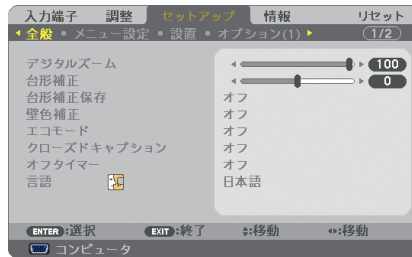 入力端子 調整 セットアップ 情報 リセット
全般 • メニュー設定 • 設置 • オプション(1) (1/2)
デジタルズーム 100
台形補正 0
台形補正保存 オフ
壁色補正 オフ
エコモード オフ
クローズドキャプション オフ
オフタイマー オフ
言語 日本語
ENTER:選択 EXIT:終了 :移動 :移動
コンピュータ